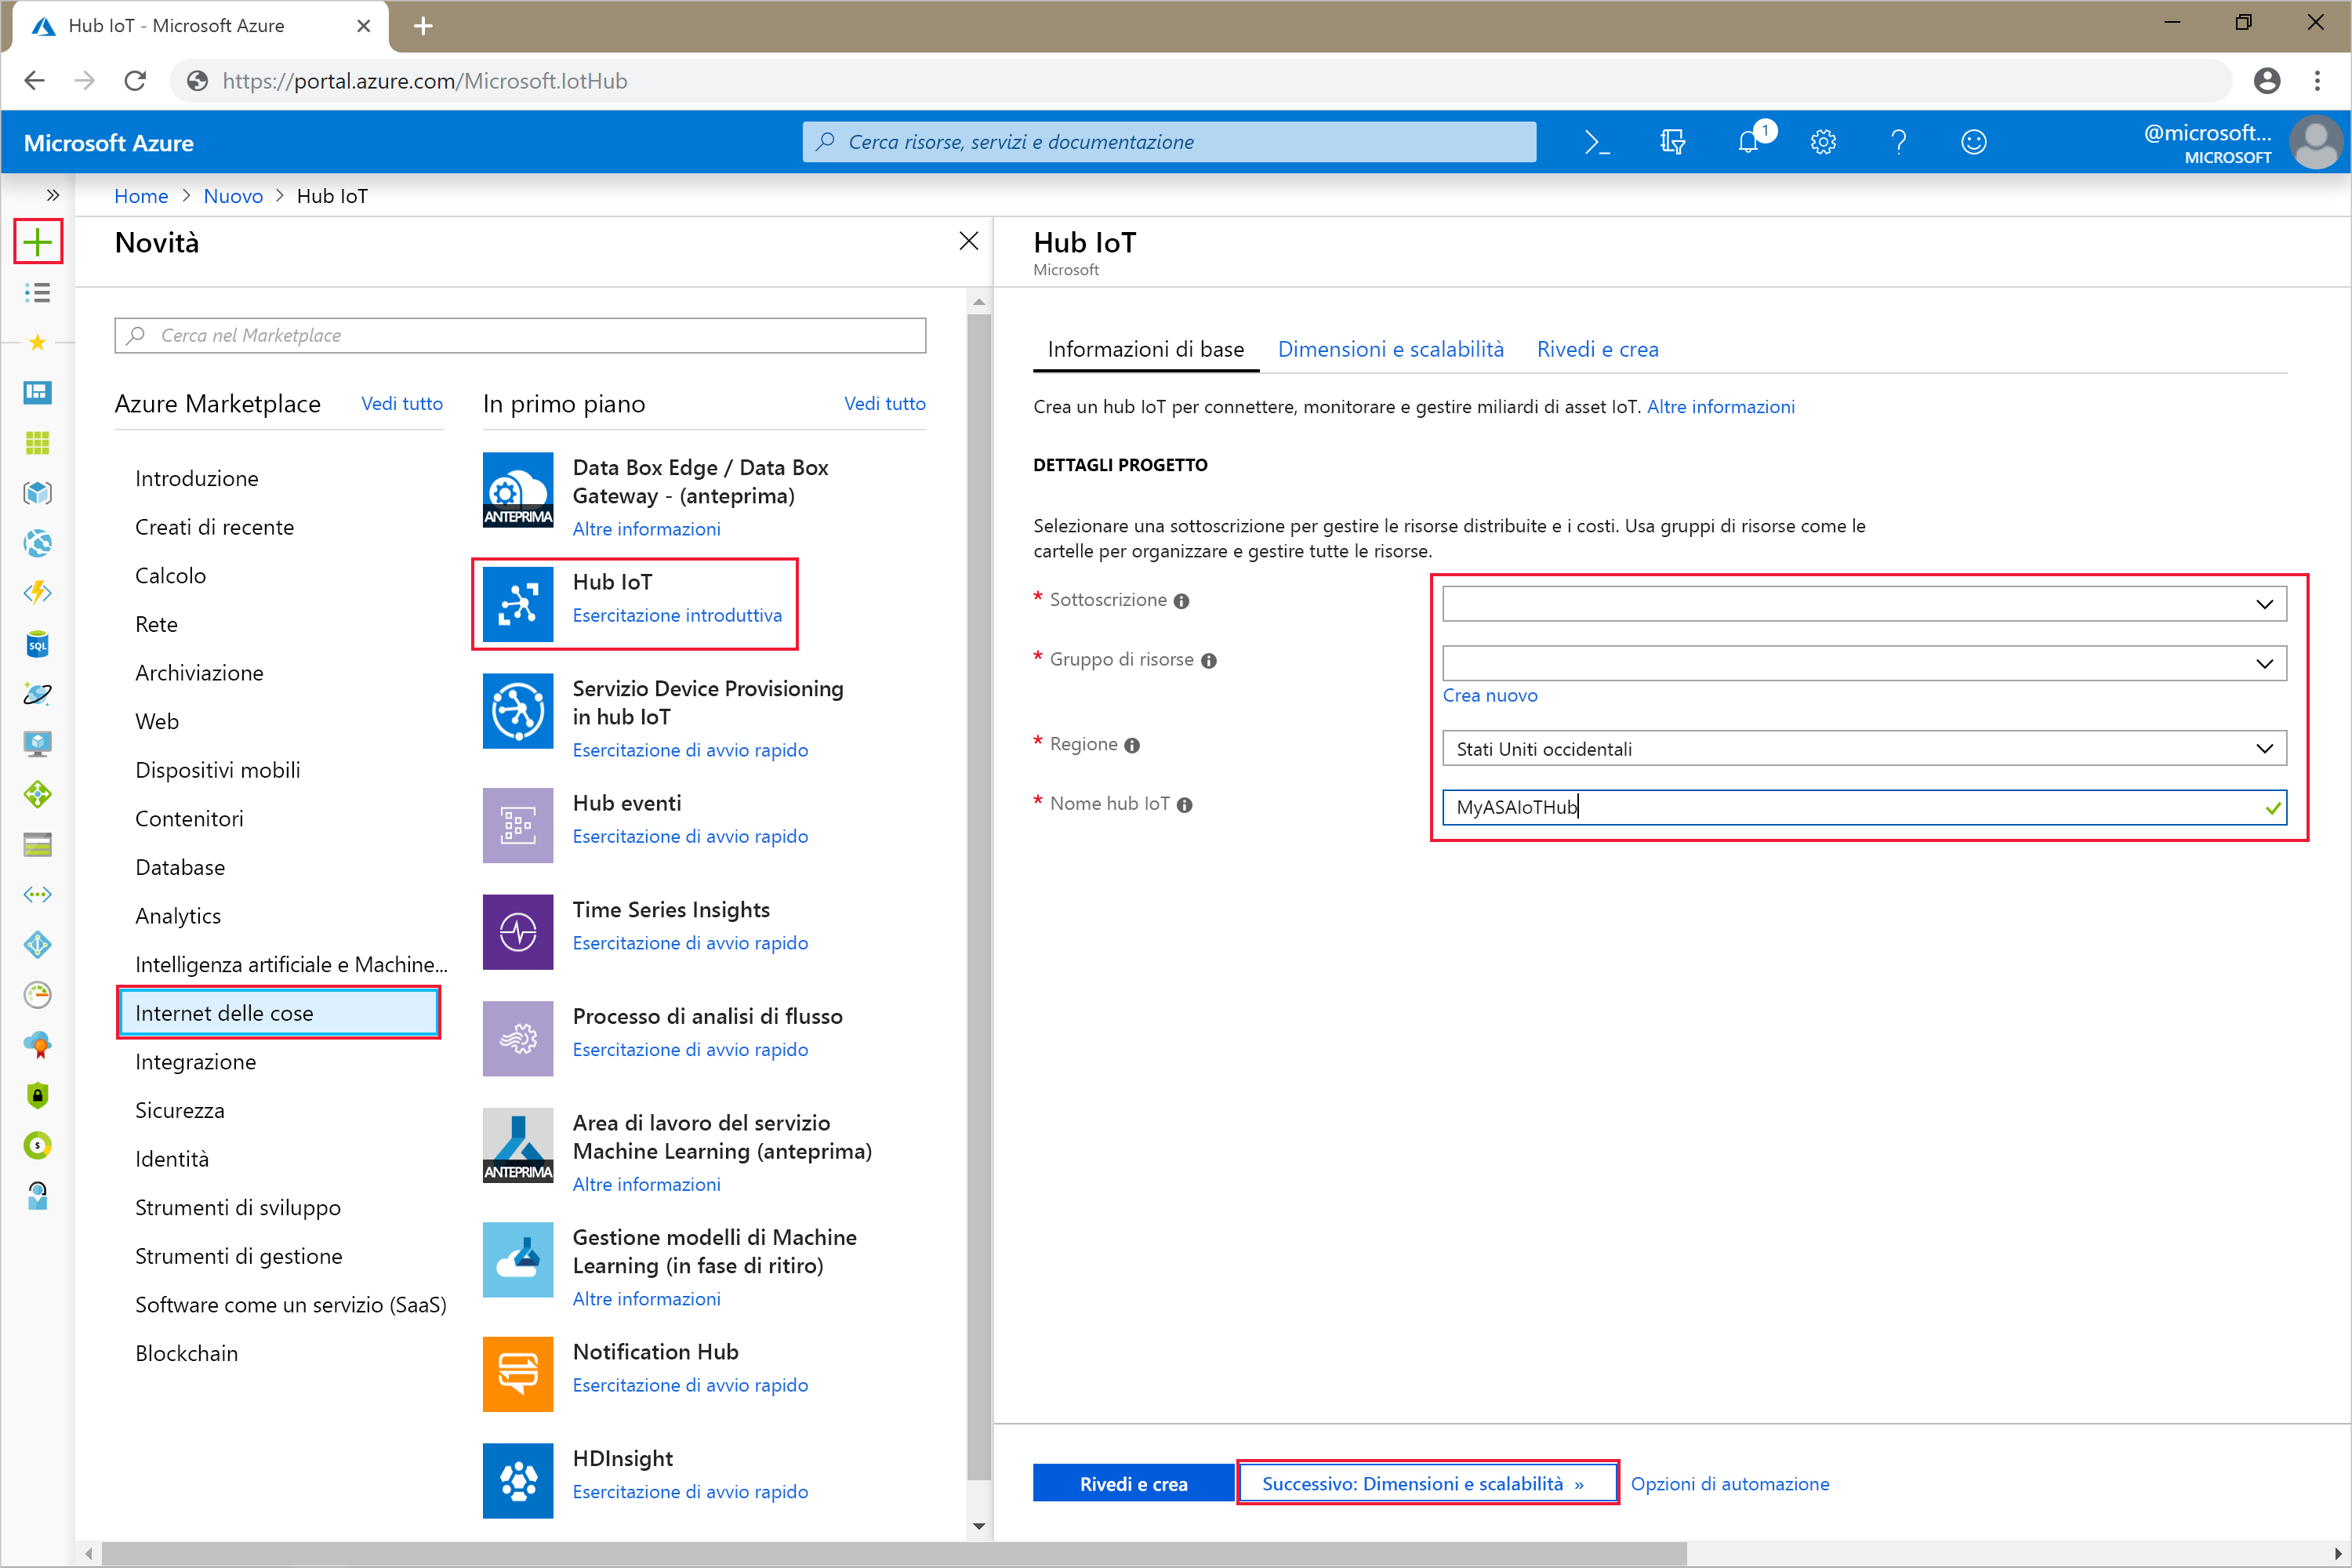 Hub IoT - Microsoft Azure
https://portal.azure.com/Microsoft.IotHub
Microsoft Azure
Cerca risorse, servizi e documentazione
1
@microsoft...
MICROSOFT
Home > Nuovo > Hub IoT
Novità
Cerca nel Marketplace
Azure Marketplace
Vedi tutto
Introduzione
Creati di recente
Calcolo
Rete
Archiviazione
Web
Dispositivi mobili
Contenitori
Database
Analytics
Intelligenza artificiale e Machine...
Internet delle cose
Integrazione
Sicurezza
Identità
Strumenti di sviluppo
Strumenti di gestione
Software come un servizio (SaaS)
Blockchain
SQL
In primo piano
Vedi tutto
ANTEPRIMA
Data Box Edge / Data Box
Gateway - (anteprima)
Altre informazioni
Hub IoT
Esercitazione introduttiva
Servizio Device Provisioning
in hub IoT
Esercitazione di avvio rapido
Hub eventi
Esercitazione di avvio rapido
Time Series Insights
Esercitazione di avvio rapido
Processo di analisi di flusso
Esercitazione di avvio rapido
ANTEPRIMA
Area di lavoro del servizio
Machine Learning (anteprima)
Altre informazioni
Gestione modelli di Machine
Learning (in fase di ritiro)
Altre informazioni
Notification Hub
Esercitazione di avvio rapido
HDInsight
Esercitazione di avvio rapido
Hub IoT
Microsoft
Informazioni di base
Dimensioni e scalabilità
Rivedi e crea
Crea un hub IoT per connettere, monitorare e gestire miliardi di asset IoT. Altre informazioni
DETTAGLI PROGETTO
Selezionare una sottoscrizione per gestire le risorse distribuite e i costi. Usa gruppi di risorse come le
cartelle per organizzare e gestire tutte le risorse.
* Sottoscrizione
* Gruppo di risorse
Crea nuovo
* Regione
Stati Uniti occidentali
* Nome hub IoT
MyASAIoTHub
Rivedi e crea
Successivo: Dimensioni e scalabilità »
Opzioni di automazione